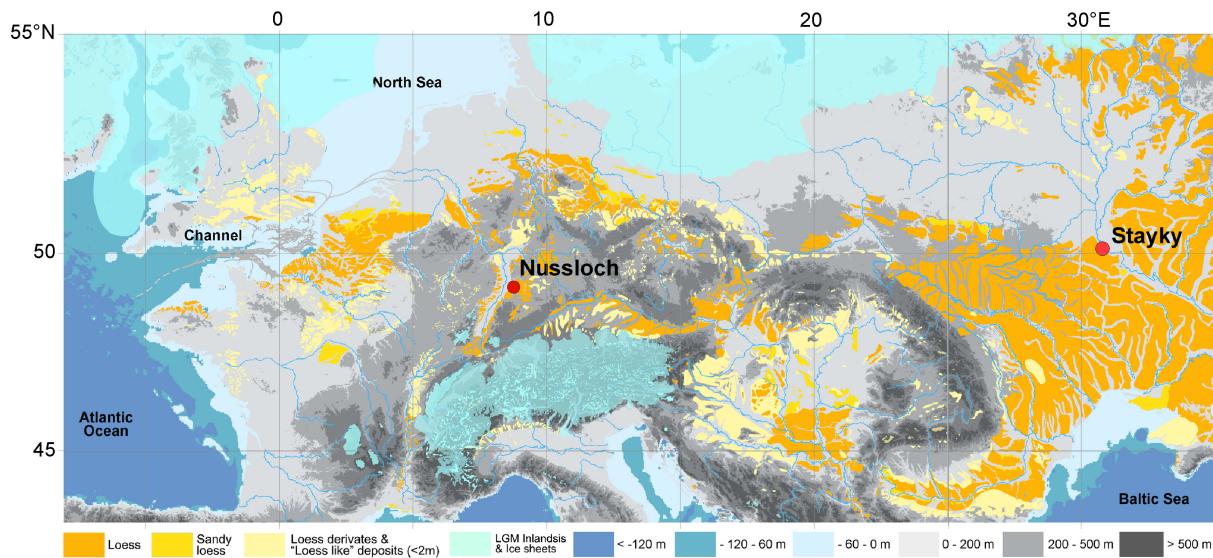 0 10 20 30°E
55°N
North Sea
Channel
50
Stayky
Nussloch
Atlantic
Ocean
45
Baltic Sea
Loess
Sandy
loess
Loess derivates &
"Loess like" deposits (<2m)
LGM Inlandsis
& Ice sheets
< -120 m
- 120 - 60 m
- 60 - 0 m
0 - 200 m
200 - 500 m
> 500 m